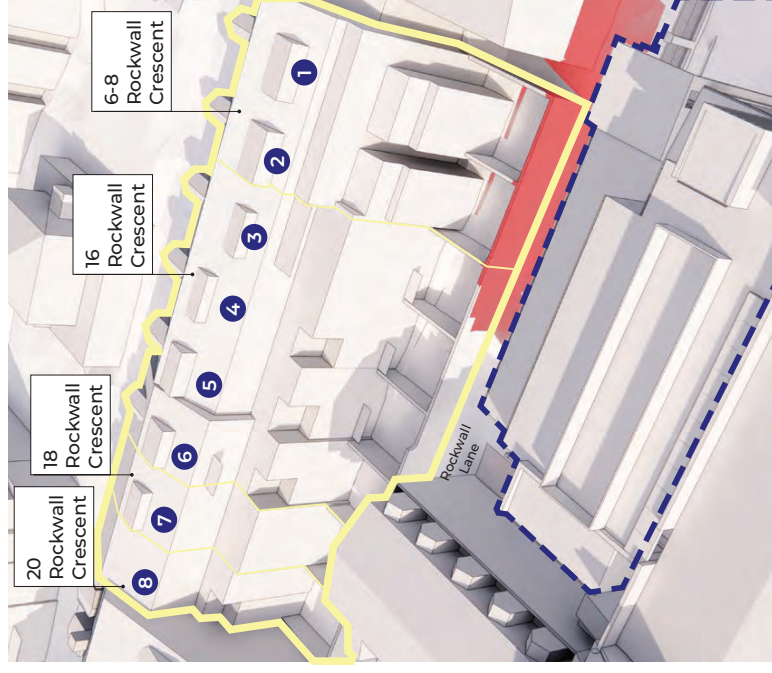 6-8
Rockwall
Crescent
16
Rockwall
Crescent
18
Rockwall
Crescent
20
Rockwall
Crescent
1
2
3
4
5
6
7
8
Rockwall
Lane